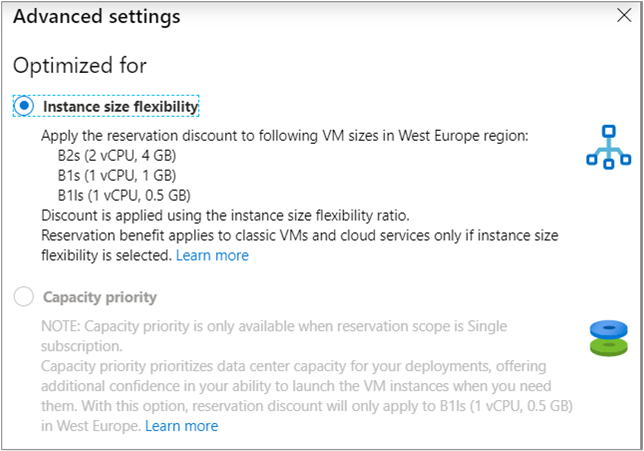 Advanced settings
Optimized for
Instance size flexibility
Apply the reservation discount to following VM sizes in West Europe region:
B2s (2 vCPU, 4 GB)
B1s (1 vCPU, 1 GB)
B1ls (1 vCPU, 0.5 GB)
Discount is applied using the instance size flexibility ratio.
Reservation benefit applies to classic VMs and cloud services only if instance size
flexibility is selected. Learn more
Capacity priority
NOTE: Capacity priority is only available when reservation scope is Single
subscription.
Capacity priority prioritizes data center capacity for your deployments, offering
additional confidence in your ability to launch the VM instances when you need
them. With this option, reservation discount will only apply to B1ls (1 vCPU, 0.5 GB)
in West Europe. Learn more